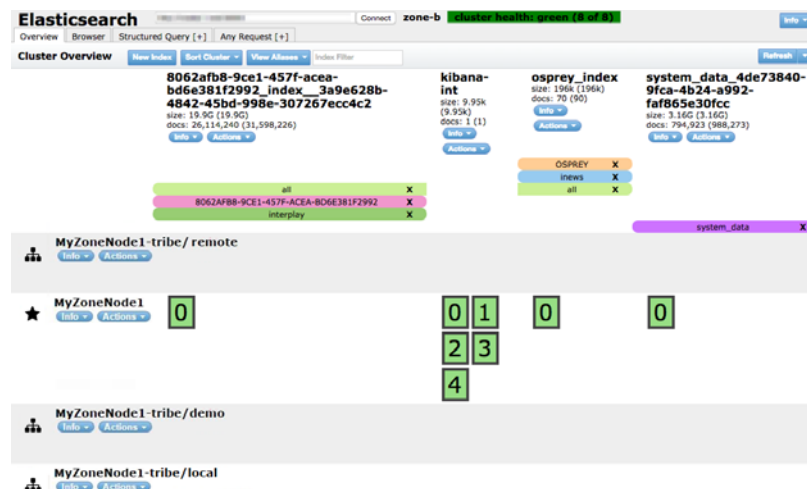 Elasticsearch Connect zone-b cluster health: green (8 of 8) Info
Overview Browser Structured Query [+] Any Request [+]
Cluster Overview New Index Sort Cluster View Aliases Index Filter Refresh
8062afb8-9ce1-457f-acea-
bd6e381f2992_index__3a9e628b-
4842-45bd-998e-307267ecc4c2
size: 19.9G (19.9G)
docs: 26,114,240 (31,598,226)
Info Actions
kibana-
int
size: 9.95k
(9.95k)
docs: 1 (1)
Info
Actions
osprey_index
size: 196k (196k)
docs: 70 (90)
Info
Actions
system_data_4de73840-
9fca-4b24-a992-
faf865e30fcc
size: 3.16G (3.16G)
docs: 794,923 (988,273)
Info Actions
OSPREY X
inews X
all X all X
8062AFB8-9CE1-457F-ACEA-BD6E381F2992 X
interplay X
system_data X
MyZoneNode1-tribe/remote
Info Actions
MyZoneNode1
Info Actions
0 0 1 0 0
2 3
4
MyZoneNode1-tribe/demo
Info Actions
MyZoneNode1-tribe/local
Info Actions